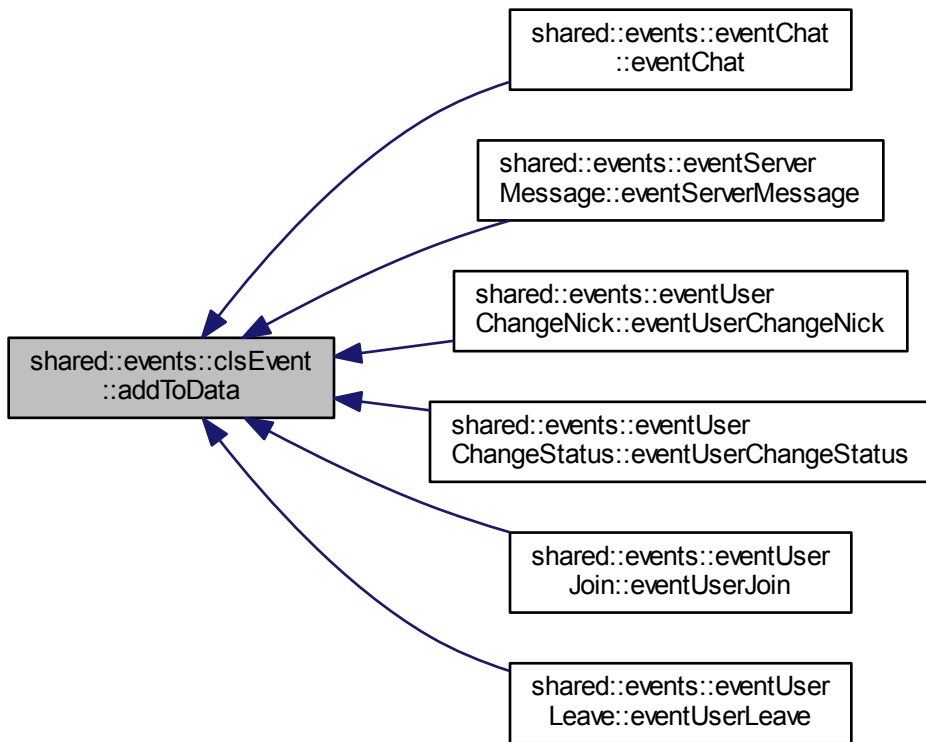 shared::events::eventChat
::eventChat
shared::events::eventServer
Message::eventServerMessage
shared::events::eventUser
ChangeNick::eventUserChangeNick
shared::events::clsEvent
::addToData
shared::events::eventUser
ChangeStatus::eventUserChangeStatus
shared::events::eventUser
Join::eventUserJoin
shared::events::eventUser
Leave::eventUserLeave